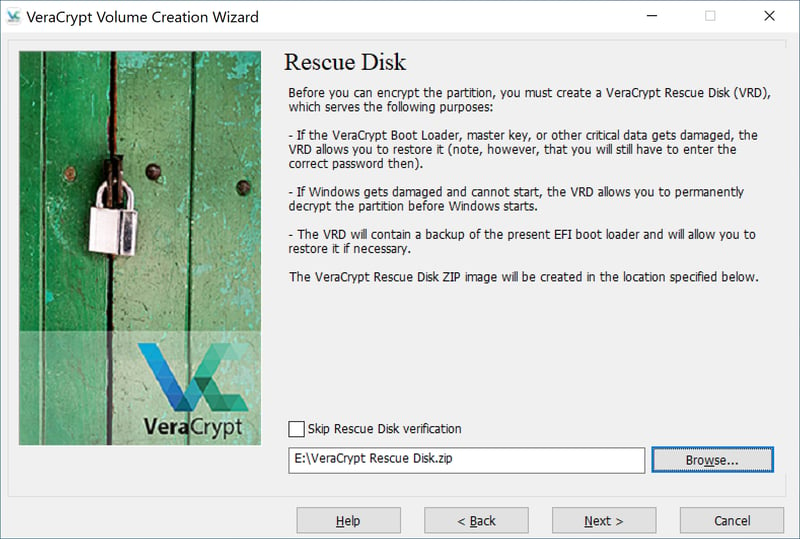 VeraCrypt Volume Creation Wizard
Rescue Disk
Before you can encrypt the partition, you must create a VeraCrypt Rescue Disk (VRD),
which serves the following purposes:
- If the VeraCrypt Boot Loader, master key, or other critical data gets damaged, the
VRD allows you to restore it (note, however, that you will still have to enter the
correct password then).
- If Windows gets damaged and cannot start, the VRD allows you to permanently
decrypt the partition before Windows starts.
- The VRD will contain a backup of the present EFI boot loader and will allow you to
restore it if necessary.
The VeraCrypt Rescue Disk ZIP image will be created in the location specified below.
VeraCrypt
Skip Rescue Disk verification
E:\VeraCrypt Rescue Disk.zip
Browse...
Help
< Back
Next >
Cancel